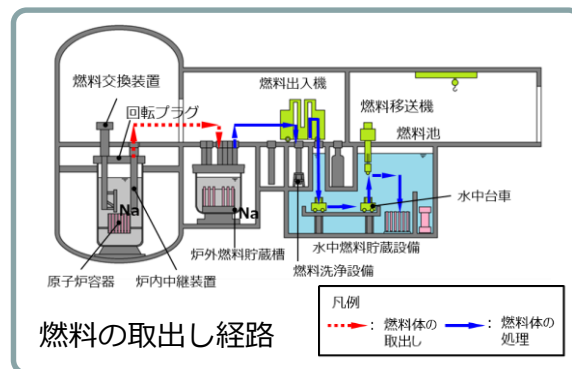 燃料交換装置
回転プラグ
燃料出入機
燃料移送機
燃料池
Na
Na
水中台車
炉外燃料貯蔵槽
水中燃料貯蔵設備
原子炉容器
炉内中継装置
燃料洗浄設備
燃料の取出し経路
凡例
: 燃料体の
取出し
: 燃料体の
処理